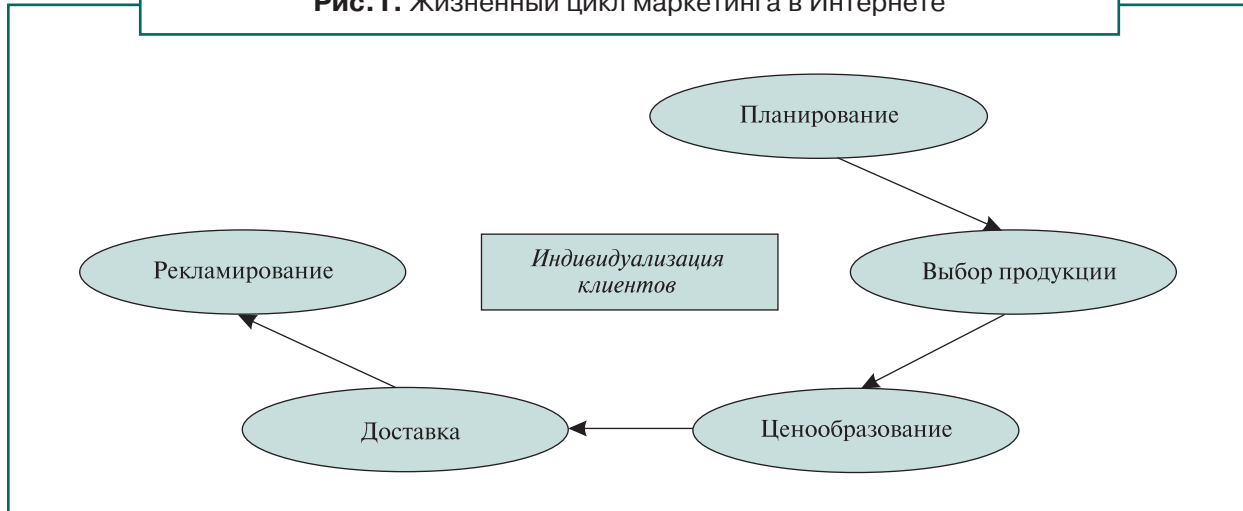 Рис. 1. Жизненный цикл маркетинга в Интернете
Планирование
Рекламирование
Индивидуализация
клиентов
Выбор продукции
Доставка
Ценообразование